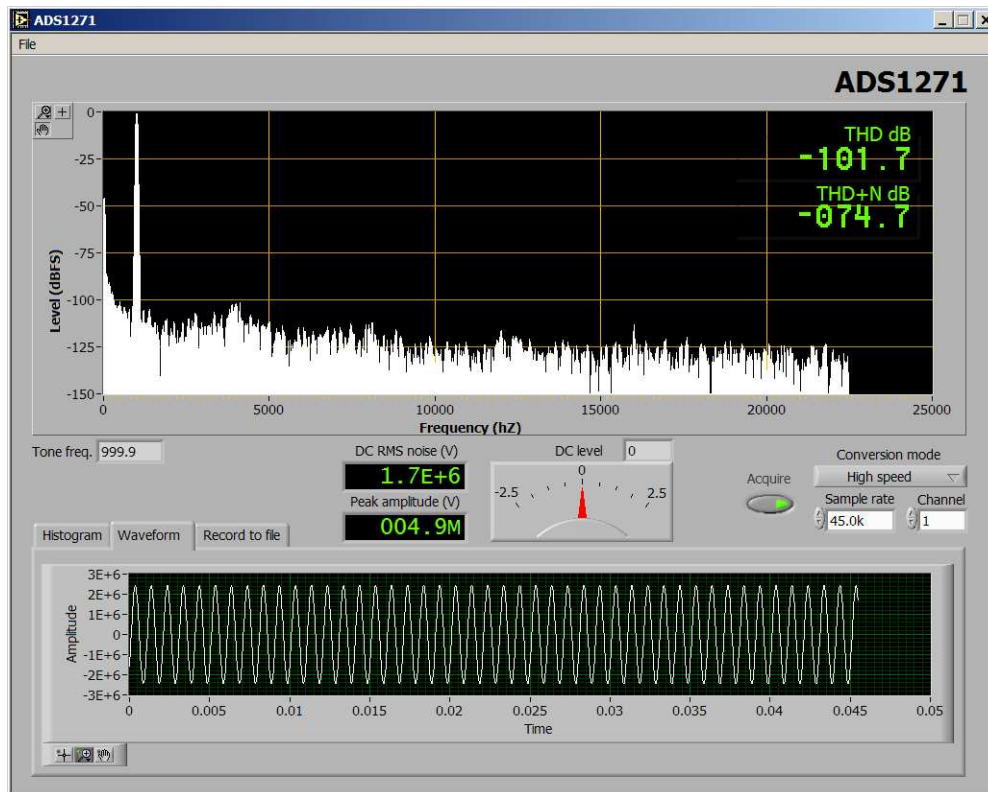 ADS1271
File
ADS1271
0
-25
-50
-75
-100
-125
-150
Level (dBFS)
THD dB
-101.7
THD+N dB
-074.7
0 5000 10000 15000 20000 25000
Frequency (hZ)
Tone freq. 999.9
DC RMS noise (V)
1.7E+6
Peak amplitude (V)
004.9M
DC level 0
-2.5 0 2.5
Acquire
Conversion mode
High speed
Sample rate Channel
45.0k 1
Histogram Waveform Record to file
3E+6
2E+6
1E+6
0
-1E+6
-2E+6
-3E+6
Amplitude
0 0.005 0.01 0.015 0.02 0.025 0.03 0.035 0.04 0.045 0.05
Time